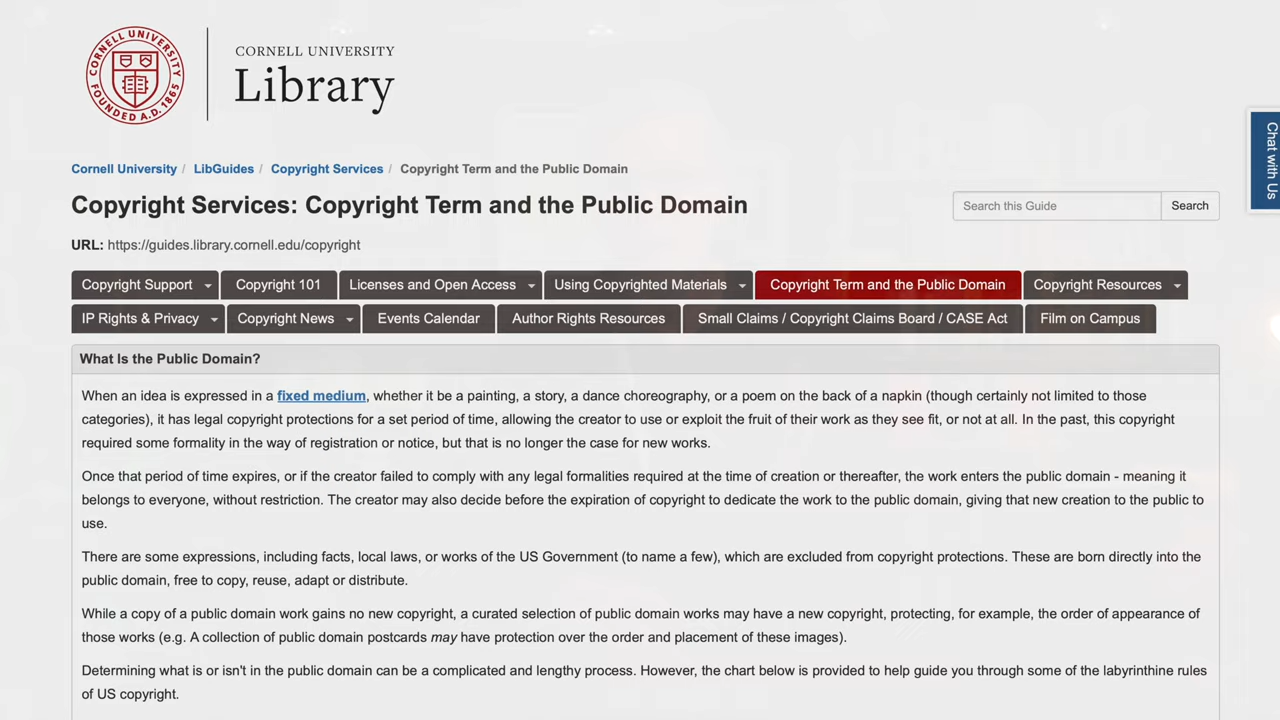 CORNELL UNIVERSITY
FOUNDED A.D. 1865
CORNELL UNIVERSITY
Library
Chat with Us
Cornell University / LibGuides / Copyright Services / Copyright Term and the Public Domain
Copyright Services: Copyright Term and the Public Domain
Search this Guide Search
URL: https://guides.library.cornell.edu/copyright
Copyright Support Copyright 101 Licenses and Open Access Using Copyrighted Materials Copyright Term and the Public Domain Copyright Resources
IP Rights & Privacy Copyright News Events Calendar Author Rights Resources Small Claims / Copyright Claims Board / CASE Act Film on Campus
What Is the Public Domain?
When an idea is expressed in a fixed medium, whether it be a painting, a story, a dance choreography, or a poem on the back of a napkin (though certainly not limited to those
categories), it has legal copyright protections for a set period of time, allowing the creator to use or exploit the fruit of their work as they see fit, or not at all. In the past, this copyright
required some formality in the way of registration or notice, but that is no longer the case for new works.
Once that period of time expires, or if the creator failed to comply with any legal formalities required at the time of creation or thereafter, the work enters the public domain - meaning it
belongs to everyone, without restriction. The creator may also decide before the expiration of copyright to dedicate the work to the public domain, giving that new creation to the public to
use.
There are some expressions, including facts, local laws, or works of the US Government (to name a few), which are excluded from copyright protections. These are born directly into the
public domain, free to copy, reuse, adapt or distribute.
While a copy of a public domain work gains no new copyright, a curated selection of public domain works may have a new copyright, protecting, for example, the order of appearance of
those works (e.g. A collection of public domain postcards may have protection over the order and placement of these images).
Determining what is or isn't in the public domain can be a complicated and lengthy process. However, the chart below is provided to help guide you through some of the labyrinthine rules
of US copyright.